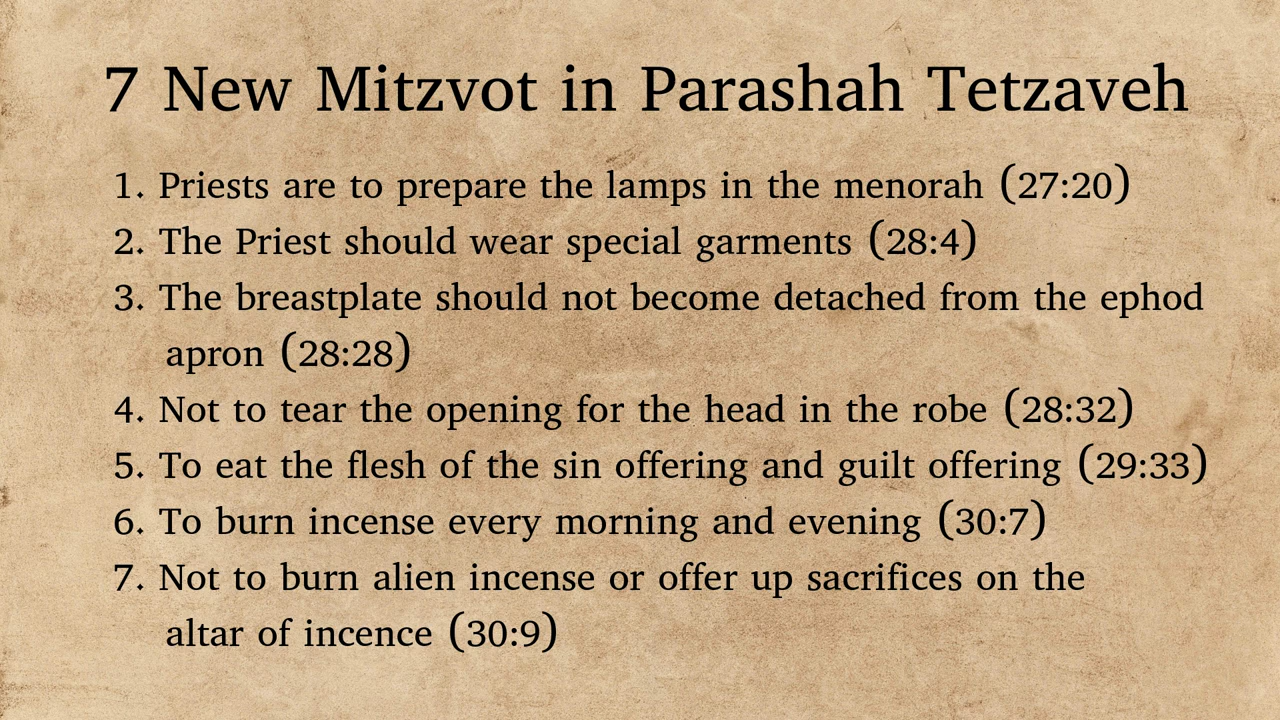 7 New Mitzvot in Parashah Tetzaveh
1. Priests are to prepare the lamps in the menorah (27:20)
2. The Priest should wear special garments (28:4)
3. The breastplate should not become detached from the ephod
apron (28:28)
4. Not to tear the opening for the head in the robe (28:32)
5. To eat the flesh of the sin offering and guilt offering (29:33)
6. To burn incense every morning and evening (30:7)
7. Not to burn alien incense or offer up sacrifices on the
altar of incence (30:9)